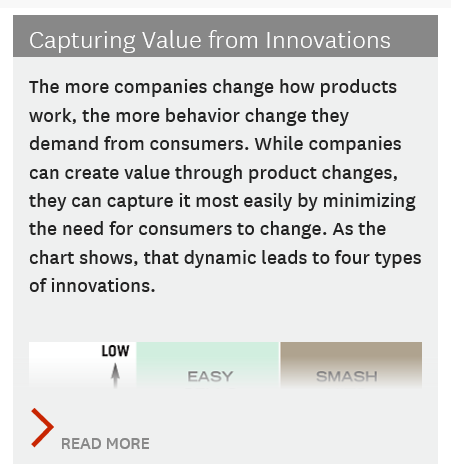 Capturing Value from Innovations
The more companies change how products
work, the more behavior change they
demand from consumers. While companies
can create value through product changes,
they can capture it most easily by minimizing
the need for consumers to change. As the
chart shows, that dynamic leads to four types
of innovations.
LOW
EASY SMASH
READ MORE